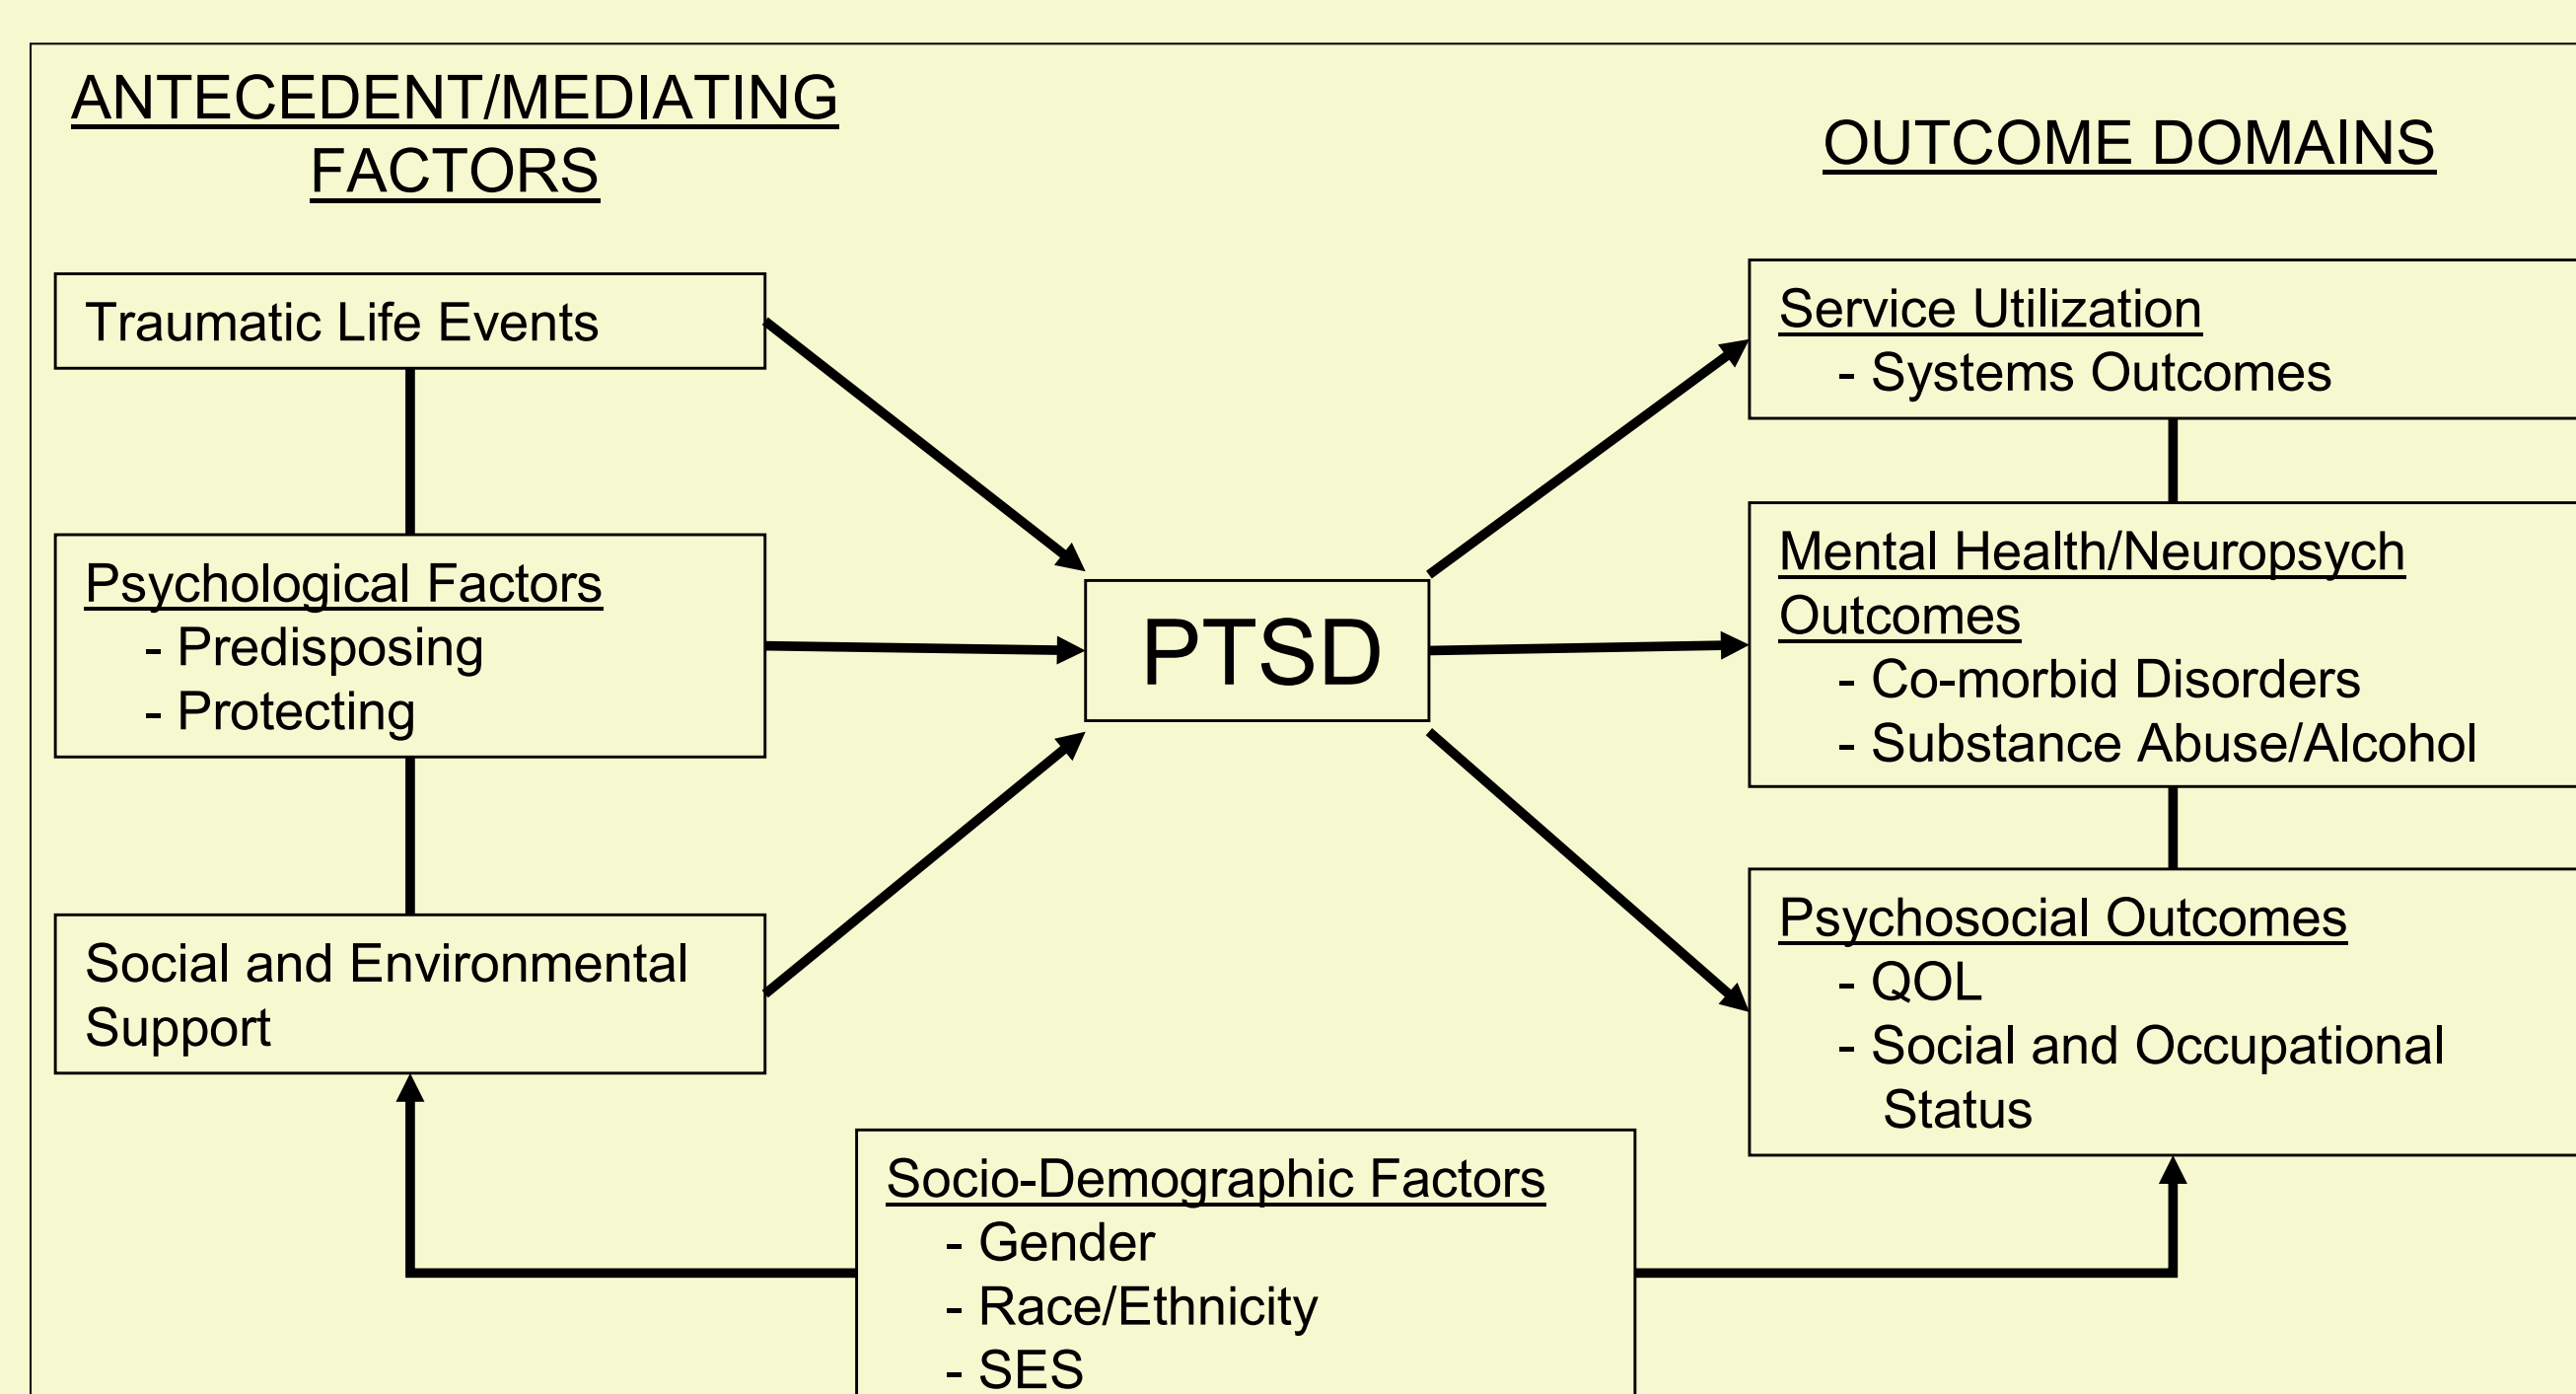 ANTECEDENT/MEDIATING
FACTORS
OUTCOME DOMAINS
Traumatic Life Events
Psychological Factors
- Predisposing
- Protecting
Social and Environmental
Support
PTSD
Service Utilization
- Systems Outcomes
Mental Health/Neuropsych
Outcomes
- Co-morbid Disorders
- Substance Abuse/Alcohol
Psychosocial Outcomes
- QOL
- Social and Occupational
Status
Socio-Demographic Factors
- Gender
- Race/Ethnicity
- SES